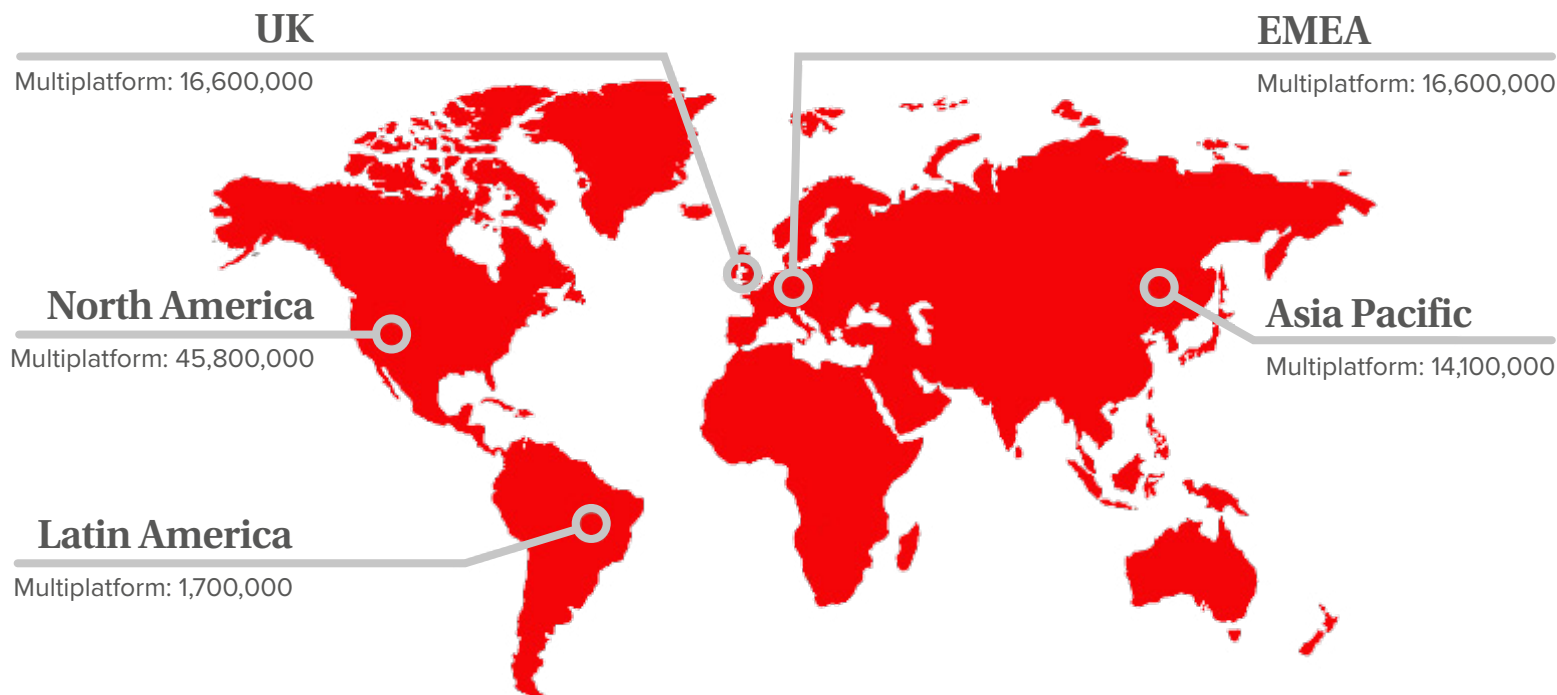 UK
Multiplatform: 16,600,000
EMEA
Multiplatform: 16,600,000
North America
Multiplatform: 45,800,000
Asia Pacific
Multiplatform: 14,100,000
Latin America
Multiplatform: 1,700,000